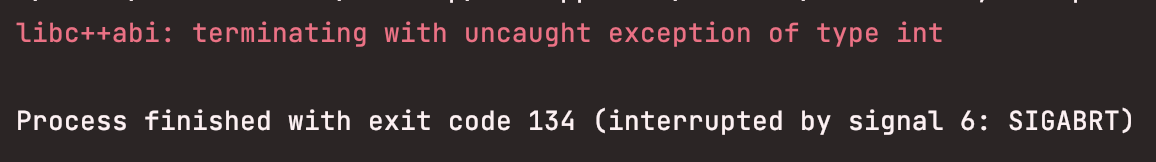 libc++abi: terminating with uncaught exception of type int
Process finished with exit code 134 (interrupted by signal 6: SIGABRT)